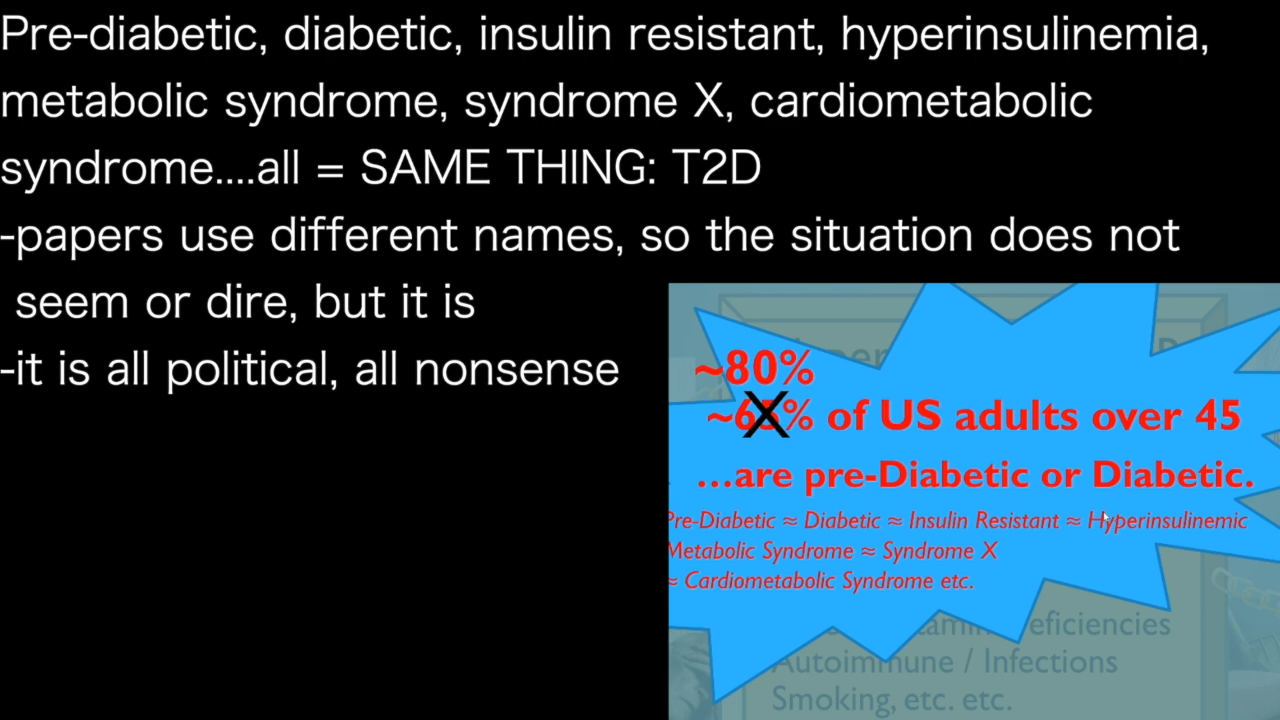 Pre-diabetic, diabetic, insulin resistant, hyperinsulinemia,
metabolic syndrome, syndrome X, cardiometabolic
syndrome....all = SAME THING: T2D
-papers use different names, so the situation does not
seem or dire, but it is
-it is all political, all nonsense
~80%
~65% of US adults over 45
...are pre-Diabetic or Diabetic.
Pre-Diabetic ≈ Diabetic ≈ Insulin Resistant ≈ Hyperinsulinemic
Metabolic Syndrome ≈ Syndrome X
≈ Cardiometabolic Syndrome etc.
eficiencies
Autoimmune / Infections
Smoking, etc. etc.